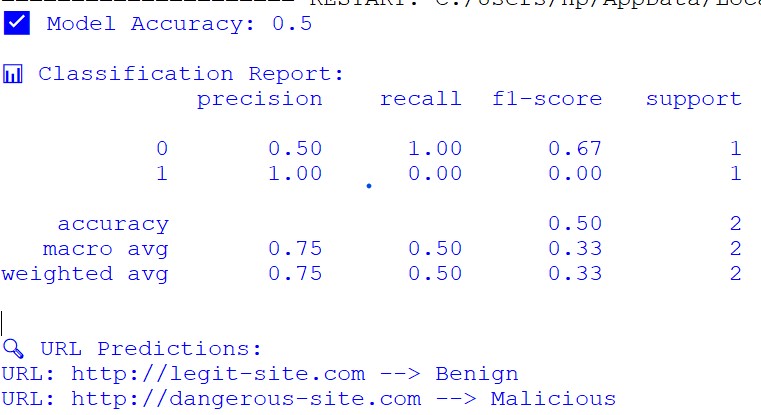 RESTART: C:/Users/hp/AppData/Loca
✅ Model Accuracy: 0.5
📊 Classification Report:
precision recall f1-score support
0 0.50 1.00 0.67 1
1 1.00 0.00 0.00 1
accuracy 0.50 2
macro avg 0.75 0.50 0.33 2
weighted avg 0.75 0.50 0.33 2
🔍 URL Predictions:
URL: http://legit-site.com --> Benign
URL: http://dangerous-site.com --> Malicious